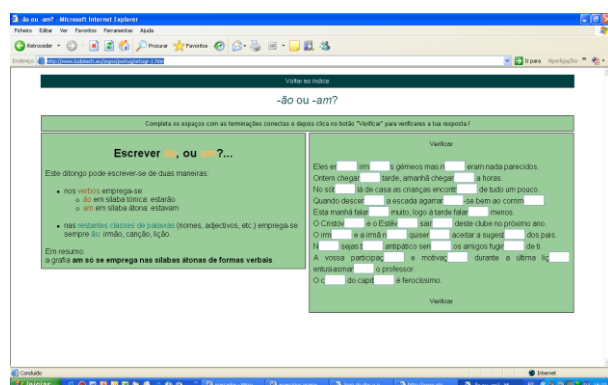 -ão ou -am? - Microsoft Internet Explorer
Ficheiro Editar Ver Favoritos Ferramentas Ajuda
Retroceder Procurar Favoritos
Endereço Ir para Hiperligações
Voltar ao índice
-ão ou -am?
Completa os espaços com as terminações correctas e depois clica no botão "Verificar" para verificares a tua resposta!
Escrever ão, ou am?...
Este ditongo pode escrever-se de duas maneiras:
nos verbos emprega-se:
ão em sílaba tónica: estarão
am em sílaba átona: estavam
nas restantes classes de palavras (nomes, adjectivos, etc.) emprega-se
sempre ão: irmão, canção, lição.
Em resumo:
a grafia am só se emprega nas sílabas átonas de formas verbais
Verificar
Eles er irm s gémeos mas n eram nada parecidos.
Ontem chegar tarde, amanhã chegar a horas.
No sót da casa as crianças encontr de tudo um pouco.
Quando descer a escada agarrar -se bem ao corrim .
Esta manhã falar muito, logo à tarde falar menos.
O Cristóv e o Estêv sair deste clube no próximo ano.
O irm e a irmã n quiser aceitar a sugest dos pais.
N sejas t antipático sen os amigos fugir de ti.
A vossa participaç e motivaç durante a última liç
entusiasmar o professor.
O c do capit é ferocíssimo.
Verificar
Concluído Internet
Iniciar